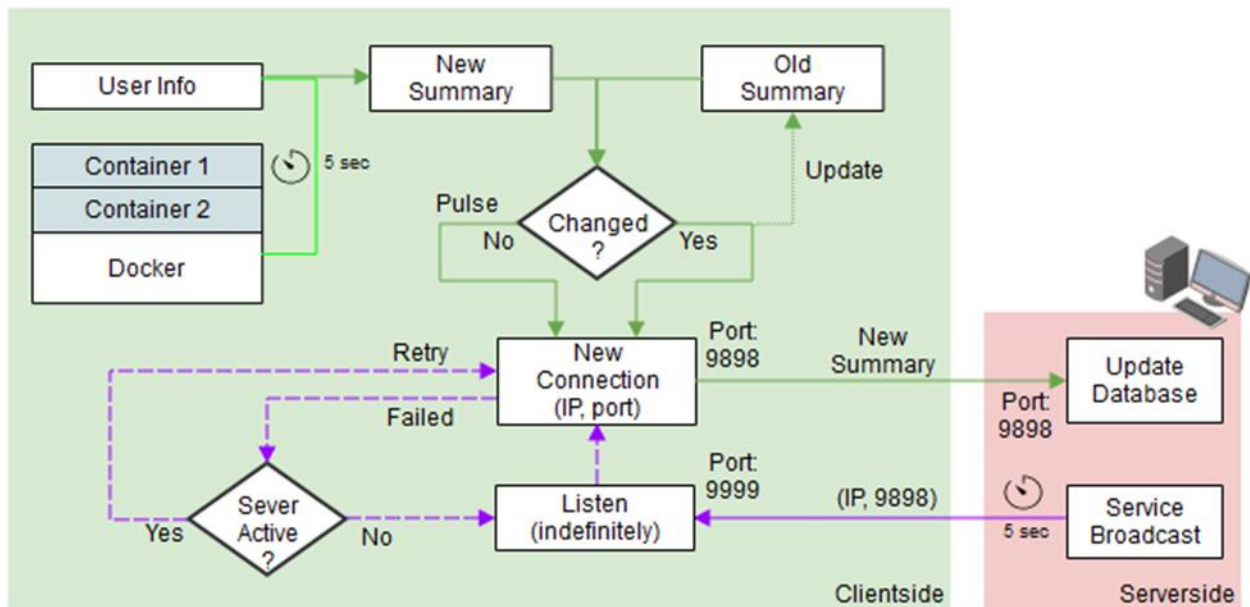 User Info
New
Summary
Old
Summary
Container 1
Container 2
Docker
5 sec
Update
Pulse
No
Changed
?
Yes
Retry
Failed
New
Connection
(IP, port)
Port:
9898
New
Summary
Port:
9898
Update
Database
Sever
Active
?
Yes
No
Listen
(indefinitely)
Port:
9999
(IP, 9898)
5 sec
Service
Broadcast
Clientside
Serverside